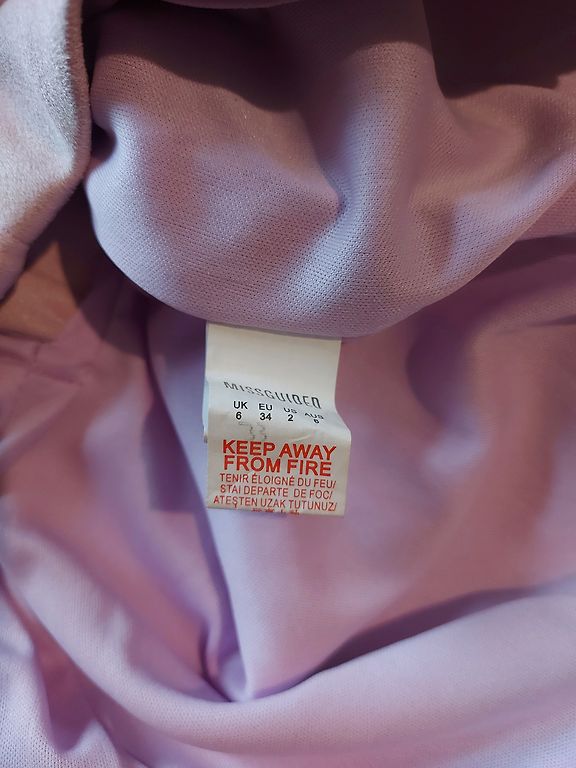 MISSGUIDED
UK EU US AUS
6 34 2 6
KEEP AWAY
FROM FIRE
TENIR ÉLOIGNÉ DU FEU/
STAI DEPARTE DE FOC/
ATEŞTEN UZAK TUTUNUZ/